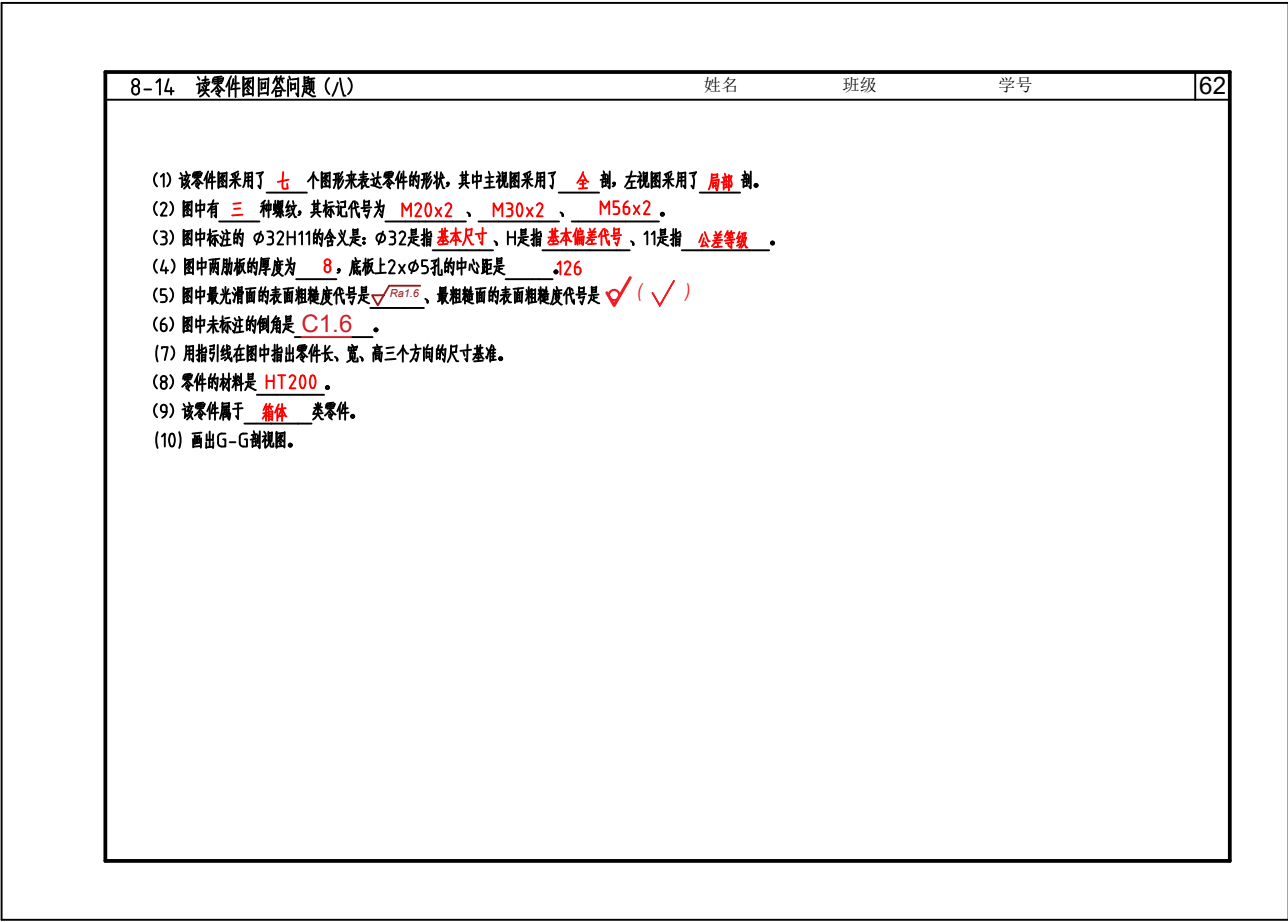 8-14 读零件图回答问题（八） 姓名 班级 学号 62
(1) 该零件图采用了 七 个图形来表达零件的形状，其中主视图采用了 全 剖，左视图采用了 局部 剖。
(2) 图中有 三 种螺纹，其标记代号为 M20x2 、 M30x2 、 M56x2 。
(3) 图中标注的 Φ32H11的含义是：Φ32是指 基本尺寸 、H是指 基本偏差代号 、11是指 公差等级 。
(4) 图中两肋板的厚度为 8 ，底板上2xΦ5孔的中心距是 。126
(5) 图中最光滑面的表面粗糙度代号是 √Ra1.6 、最粗糙面的表面粗糙度代号是 √ ( √ )
(6) 图中未标注的倒角是 C1.6 。
(7) 用指引线在图中指出零件长、宽、高三个方向的尺寸基准。
(8) 零件的材料是 HT200 。
(9) 该零件属于 箱体 类零件。
(10) 画出G-G剖视图。